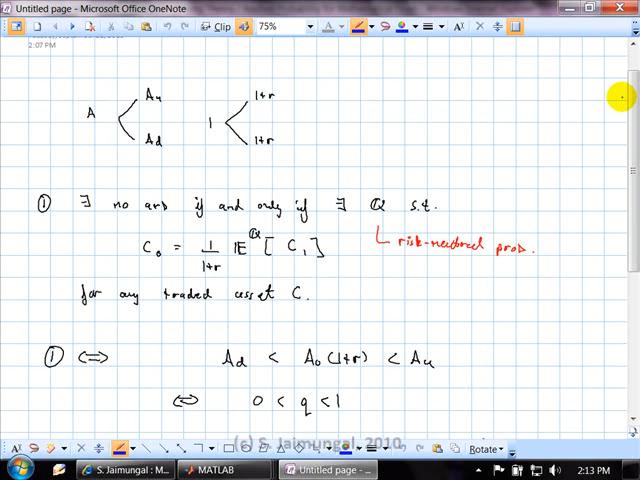 Untitled page - Microsoft Office OneNote
Clip
75%
2:07 PM
Au
1+r
A
1
Ad
1+r
① ∃ no arb if and only if ∃ Q s.t.
C₀ = 1/(1+r) E^Q [ C₁ ]
risk-neutral prob.
for any traded asset C.
① ⟺ Ad < A₀(1+r) < Au
⟺ 0 < q < 1
(c) S. Jaimungal, 2010
Rotate
S. Jaimungal : M...
MATLAB
Untitled page - Micr...
2:13 PM